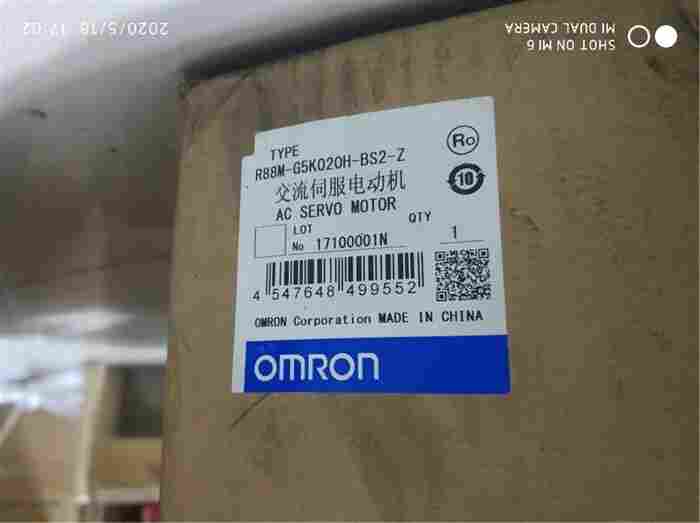 2020/5/18 17:02
SHOT ON MI 6
MI DUAL CAMERA
TYPE
R88M-G5K020H-BS2-Z
Ro
交流伺服电动机
10
AC SERVO MOTOR
LOT
No 17100001N
QTY
1
4 547648 499552
OMRON Corporation MADE IN CHINA
OMRON